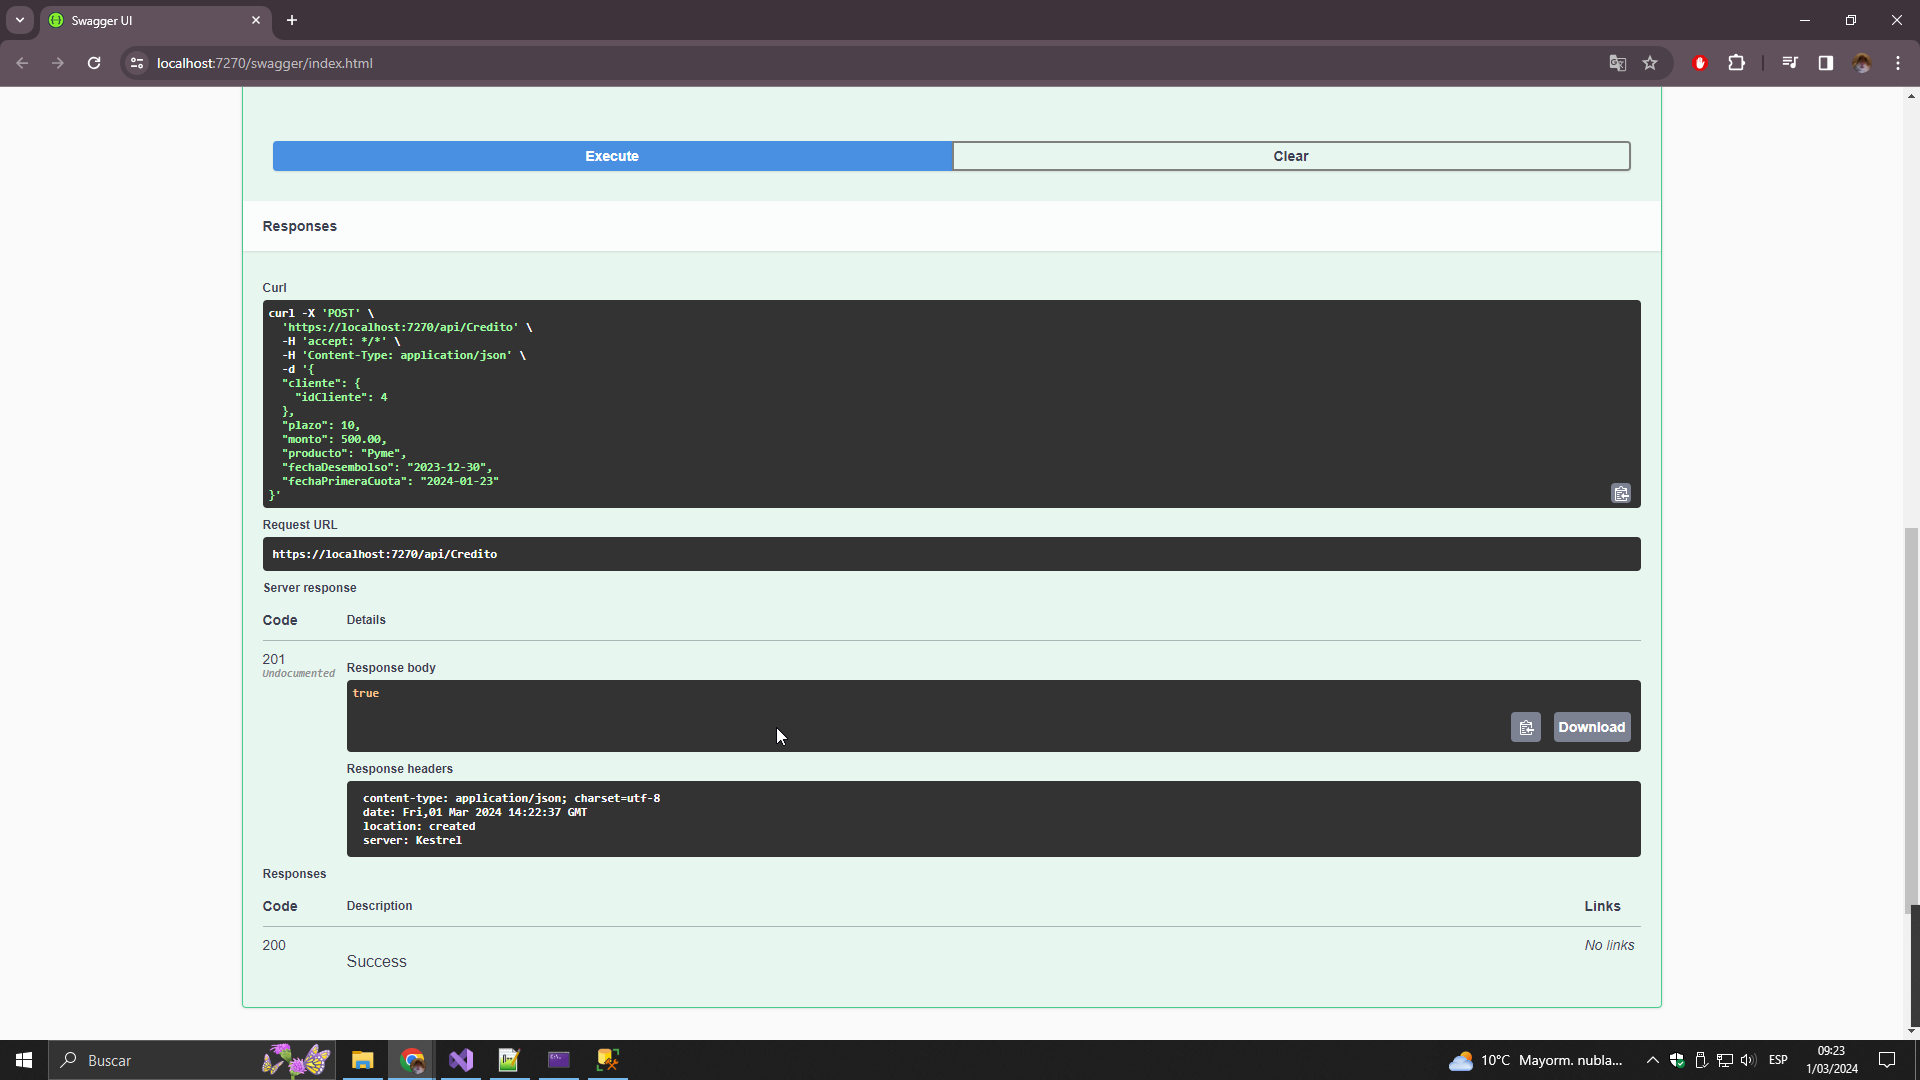 Swagger UI
localhost:7270/swagger/index.html
Execute
Clear
Responses
Curl
curl -X 'POST' \
'https://localhost:7270/api/Credito' \
-H 'accept: */*' \
-H 'Content-Type: application/json' \
-d '{
"cliente": {
"idCliente": 4
},
"plazo": 10,
"monto": 500.00,
"producto": "Pyme",
"fechaDesembolso": "2023-12-30",
"fechaPrimeraCuota": "2024-01-23"
}'
Request URL
https://localhost:7270/api/Credito
Server response
Code Details
201
Undocumented
Response body
true
Download
Response headers
content-type: application/json; charset=utf-8
date: Fri,01 Mar 2024 14:22:37 GMT
location: created
server: Kestrel
Responses
Code Description Links
200 No links
Success
Buscar
10°C Mayorm. nubla...
ESP
09:23
1/03/2024